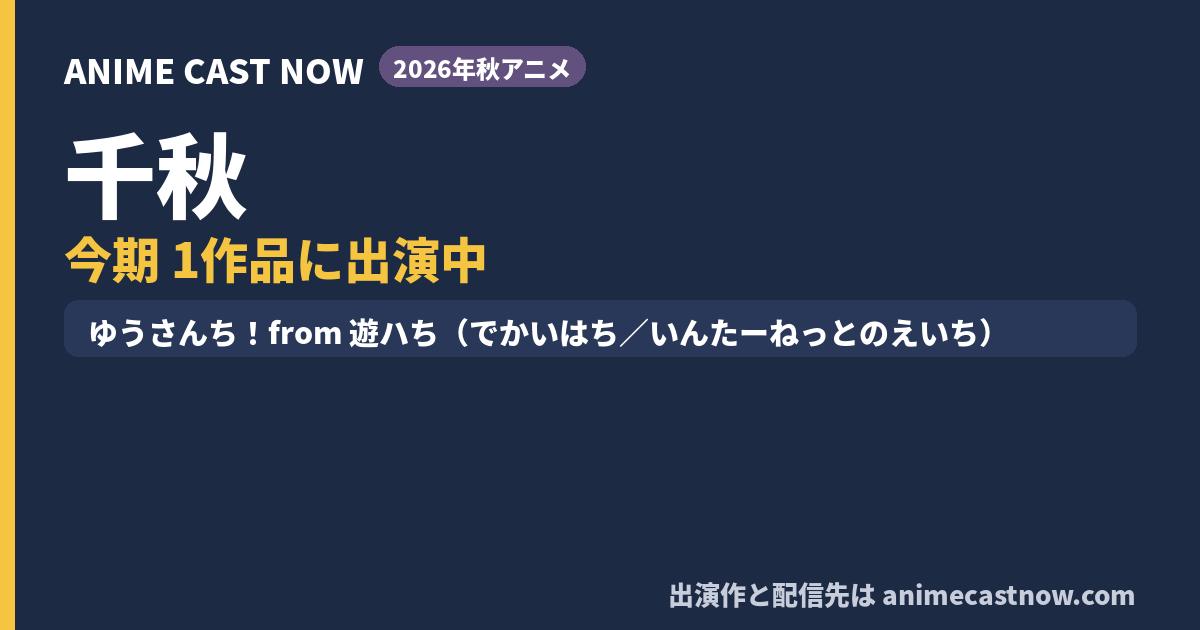 ANIME CAST NOW 2026年秋アニメ
千秋
今期 1作品に出演中
ゆうさんち！from 遊ハち（でかいはち／いんたーねっとのえいち）
出演作と配信先は animecastnow.com